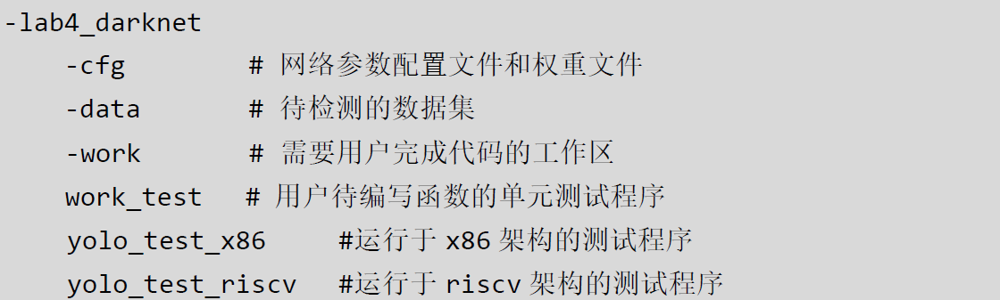 -lab4_darknet
-cfg # 网络参数配置文件和权重文件
-data # 待检测的数据集
-work # 需要用户完成代码的工作区
work_test # 用户待编写函数的单元测试程序
yolo_test_x86 #运行于 x86 架构的测试程序
yolo_test_riscv #运行于 riscv 架构的测试程序